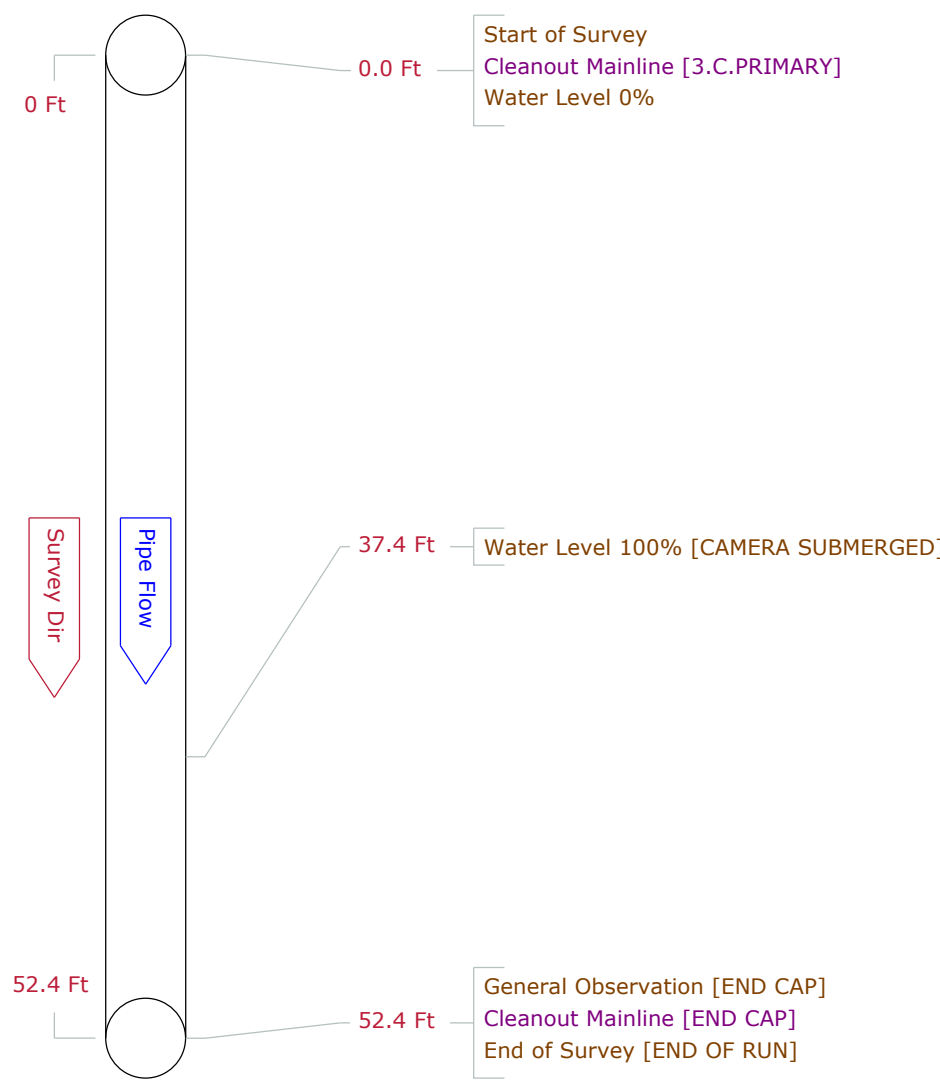 Start of Survey
0.0 Ft
Cleanout Mainline [3.C.PRIMARY]
Water Level 0%
0 Ft
Survey Dir
Pipe Flow
37.4 Ft
Water Level 100% [CAMERA SUBMERGED]
52.4 Ft
General Observation [END CAP]
52.4 Ft
Cleanout Mainline [END CAP]
End of Survey [END OF RUN]